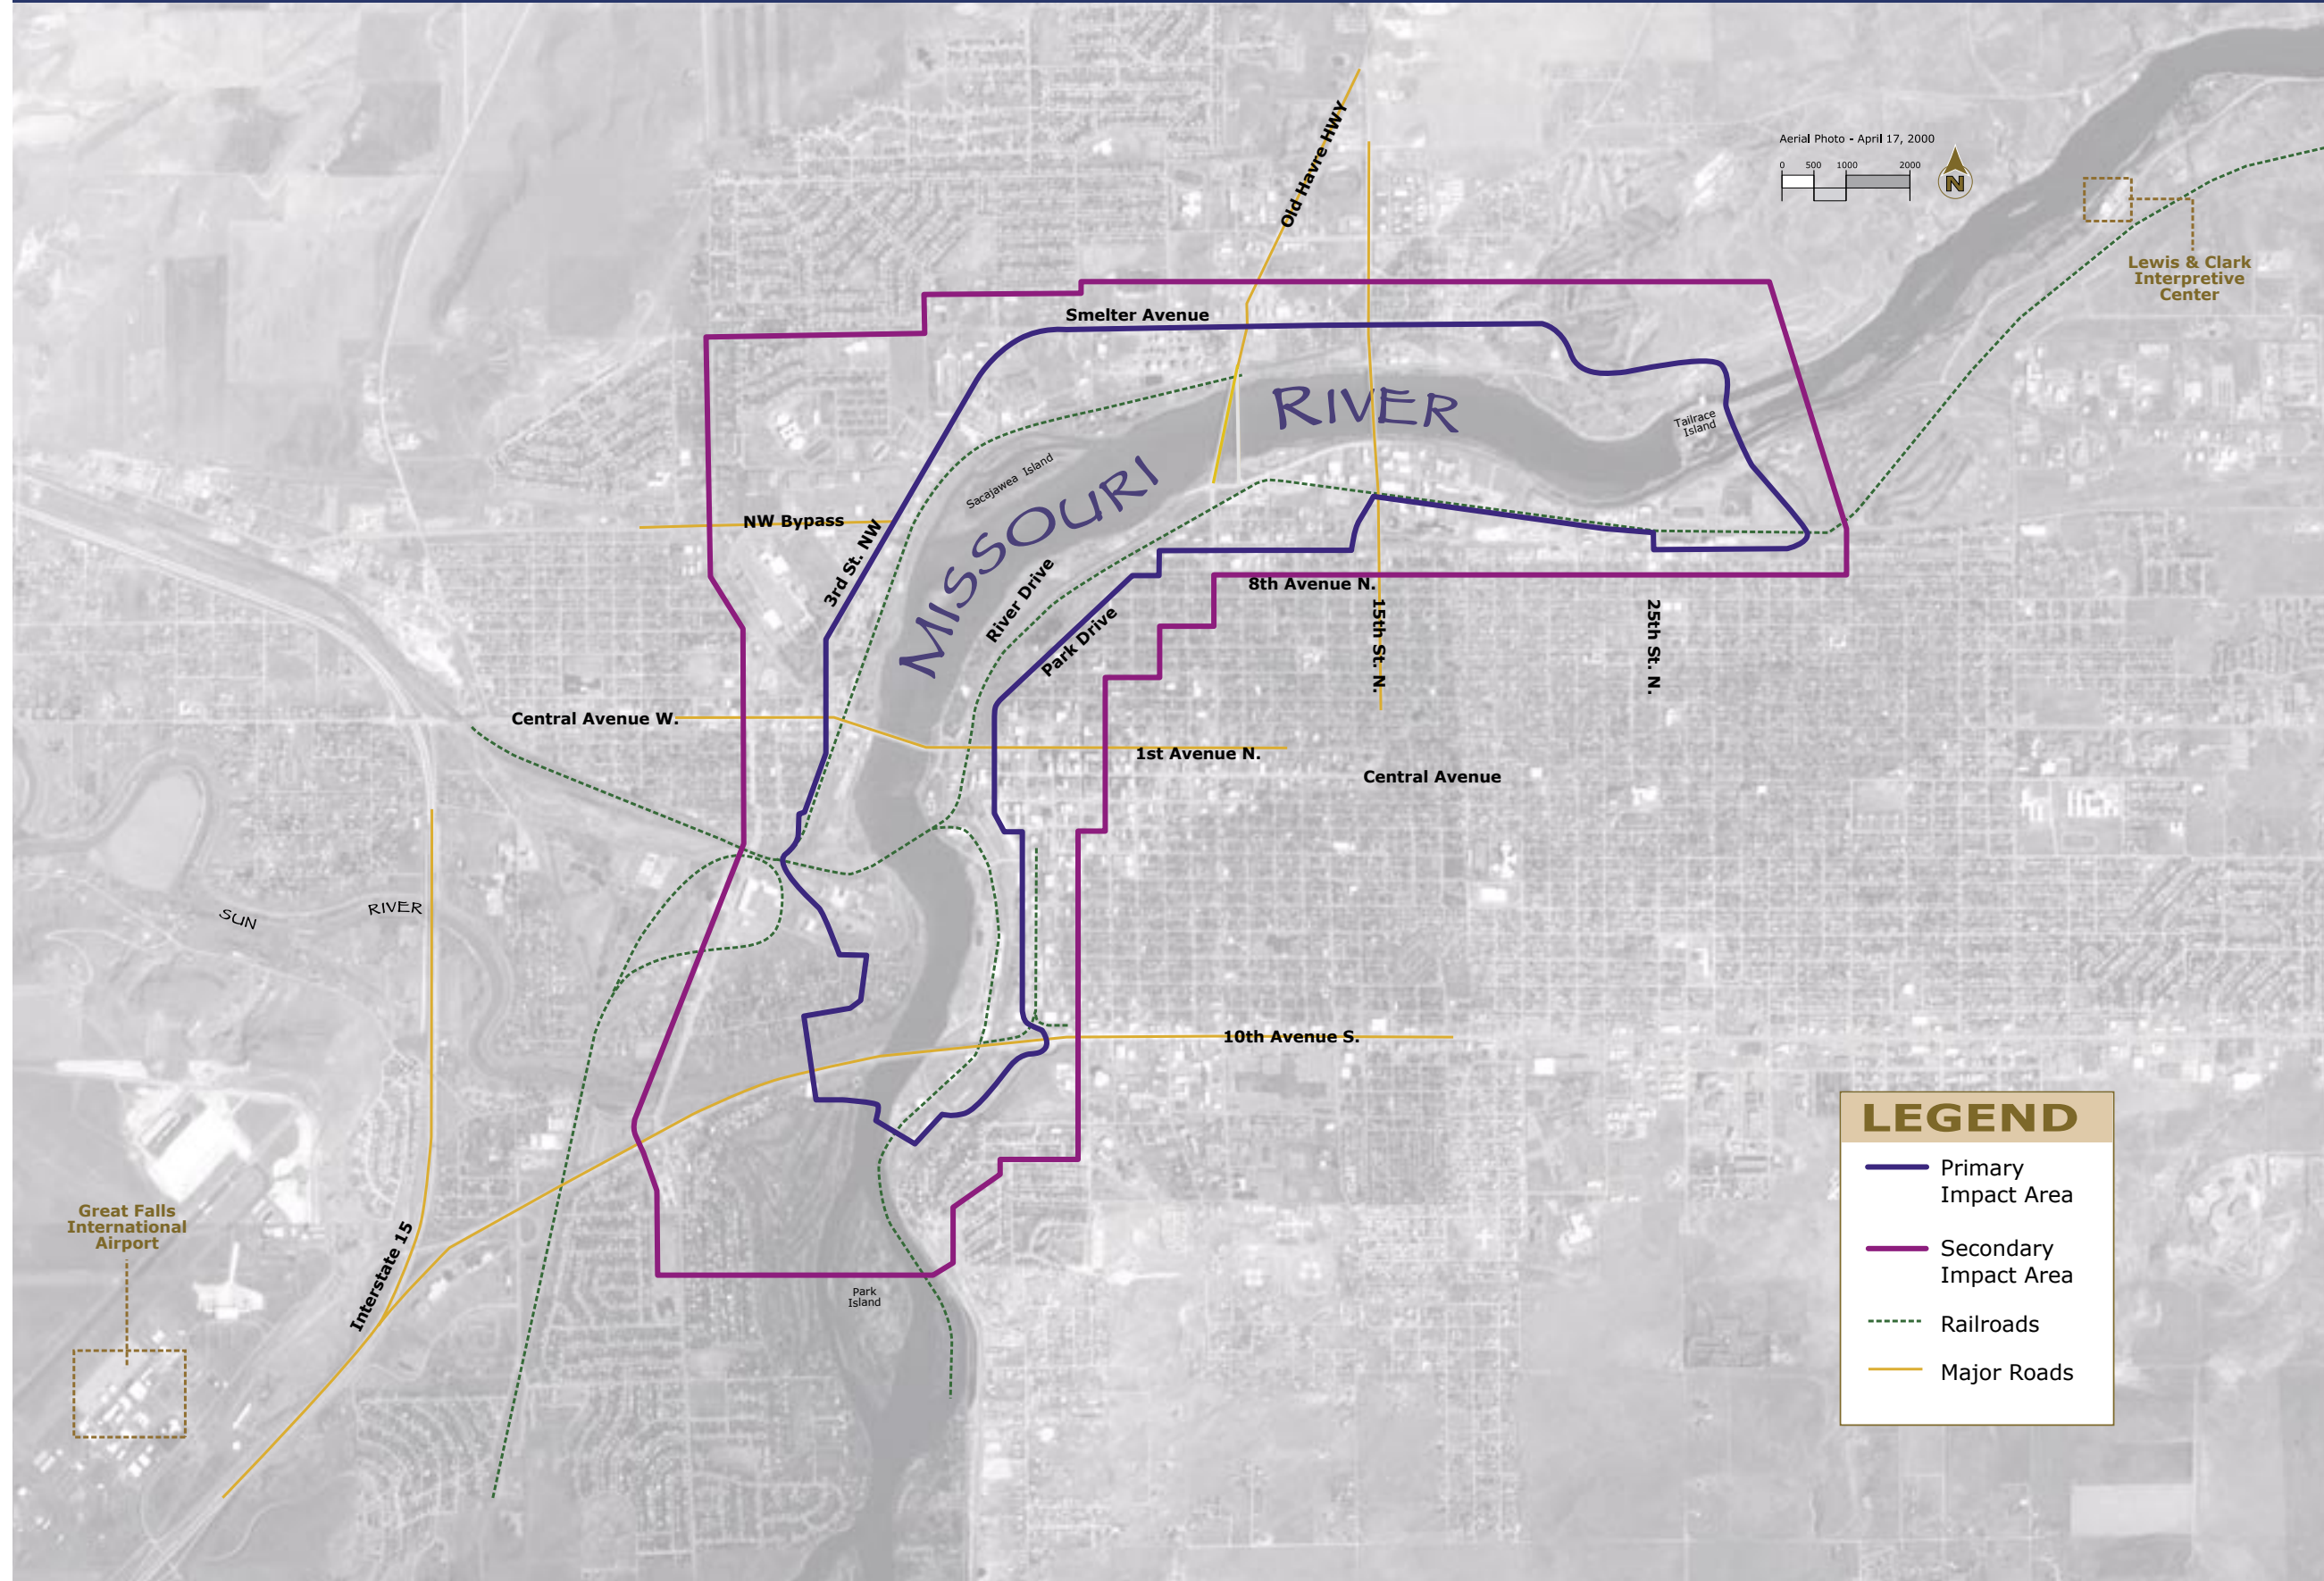 Aerial Photo - April 17, 2000
0 500 1000 2000
N
Old Havre HWY
Lewis & Clark
Interpretive
Center
Smelter Avenue
RIVER
Tailrace
Island
Sacajawea Island
MISSOURI
NW Bypass
3rd St. NW
River Drive
Park Drive
8th Avenue N.
15th St. N.
25th St. N.
Central Avenue W.
1st Avenue N.
Central Avenue
SUN RIVER
10th Avenue S.
Great Falls
International
Airport
Interstate 15
Park
Island
LEGEND
Primary
Impact Area
Secondary
Impact Area
Railroads
Major Roads